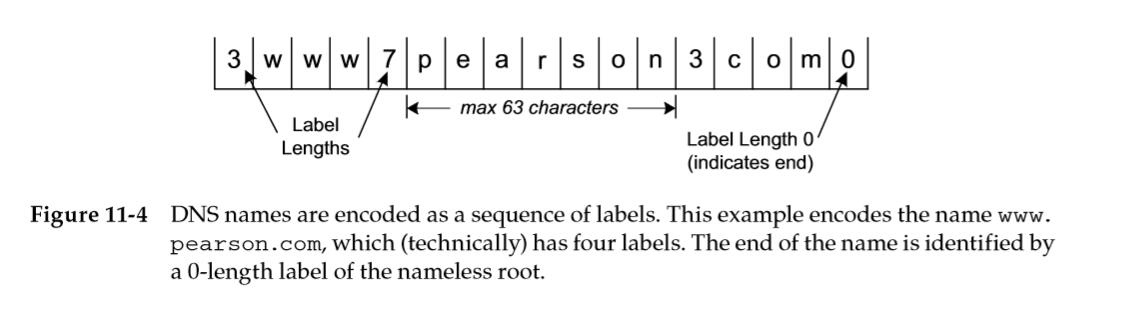 3 w w w 7 p e a r s o n 3 c o m 0
max 63 characters
Label
Lengths
Label Length 0
(indicates end)
Figure 11-4 DNS names are encoded as a sequence of labels. This example encodes the name www.
pearson.com, which (technically) has four labels. The end of the name is identified by
a 0-length label of the nameless root.